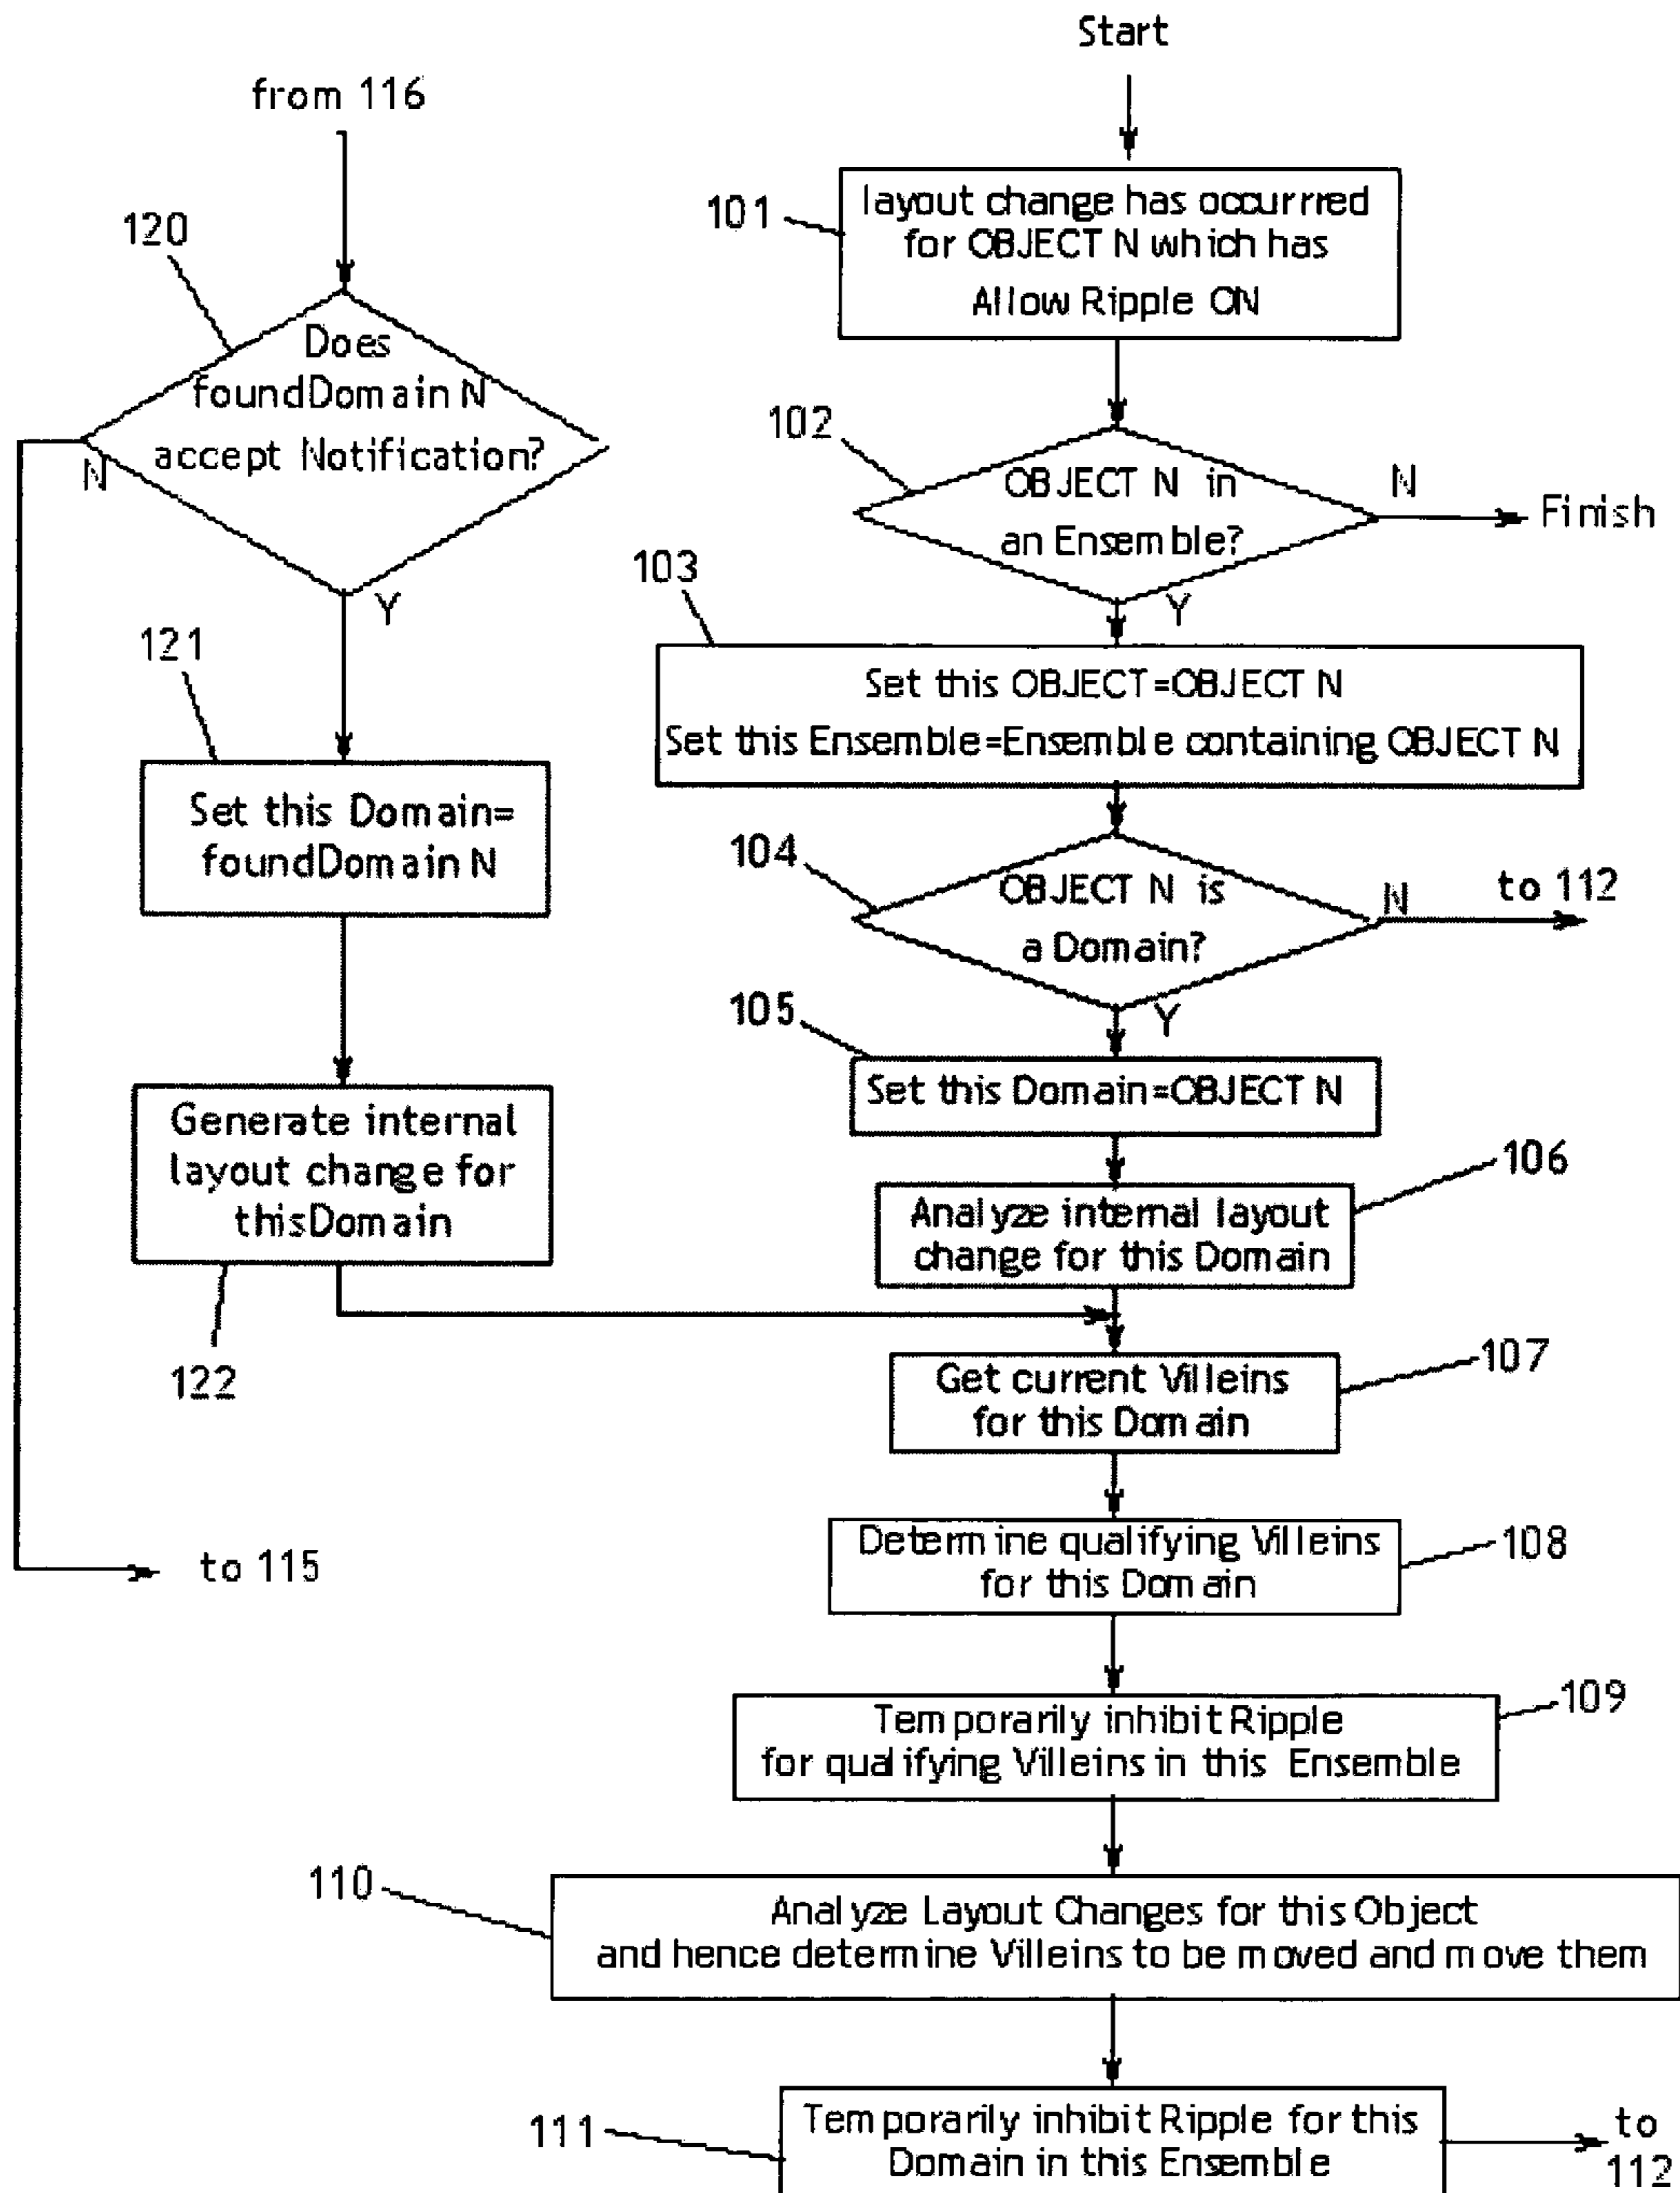 Start
from 116
120
Does
foundDomain N
accept Notification?
N
Y
121
Set this Domain=
foundDomain N
Generate internal
layout change for
thisDomain
122
to 115
101
layout change has occurrred
for OBJECT N which has
Allow Ripple ON
102
OBJECT N in
an Ensemble?
N
Finish
Y
103
Set this OBJECT=OBJECT N
Set this Ensemble=Ensemble containing OBJECT N
104
OBJECT N is
a Domain?
N
to 112
Y
105
Set this Domain=OBJECT N
106
Analyze internal layout
change for this Domain
107
Get current Villeins
for this Domain
108
Determine qualifying Villeins
for this Domain
109
Temporarily inhibit Ripple
for qualifying Villeins in this Ensemble
110
Analyze Layout Changes for this Object
and hence determine Villeins to be moved and move them
111
Temporarily inhibit Ripple for this
Domain in this Ensemble
to
112